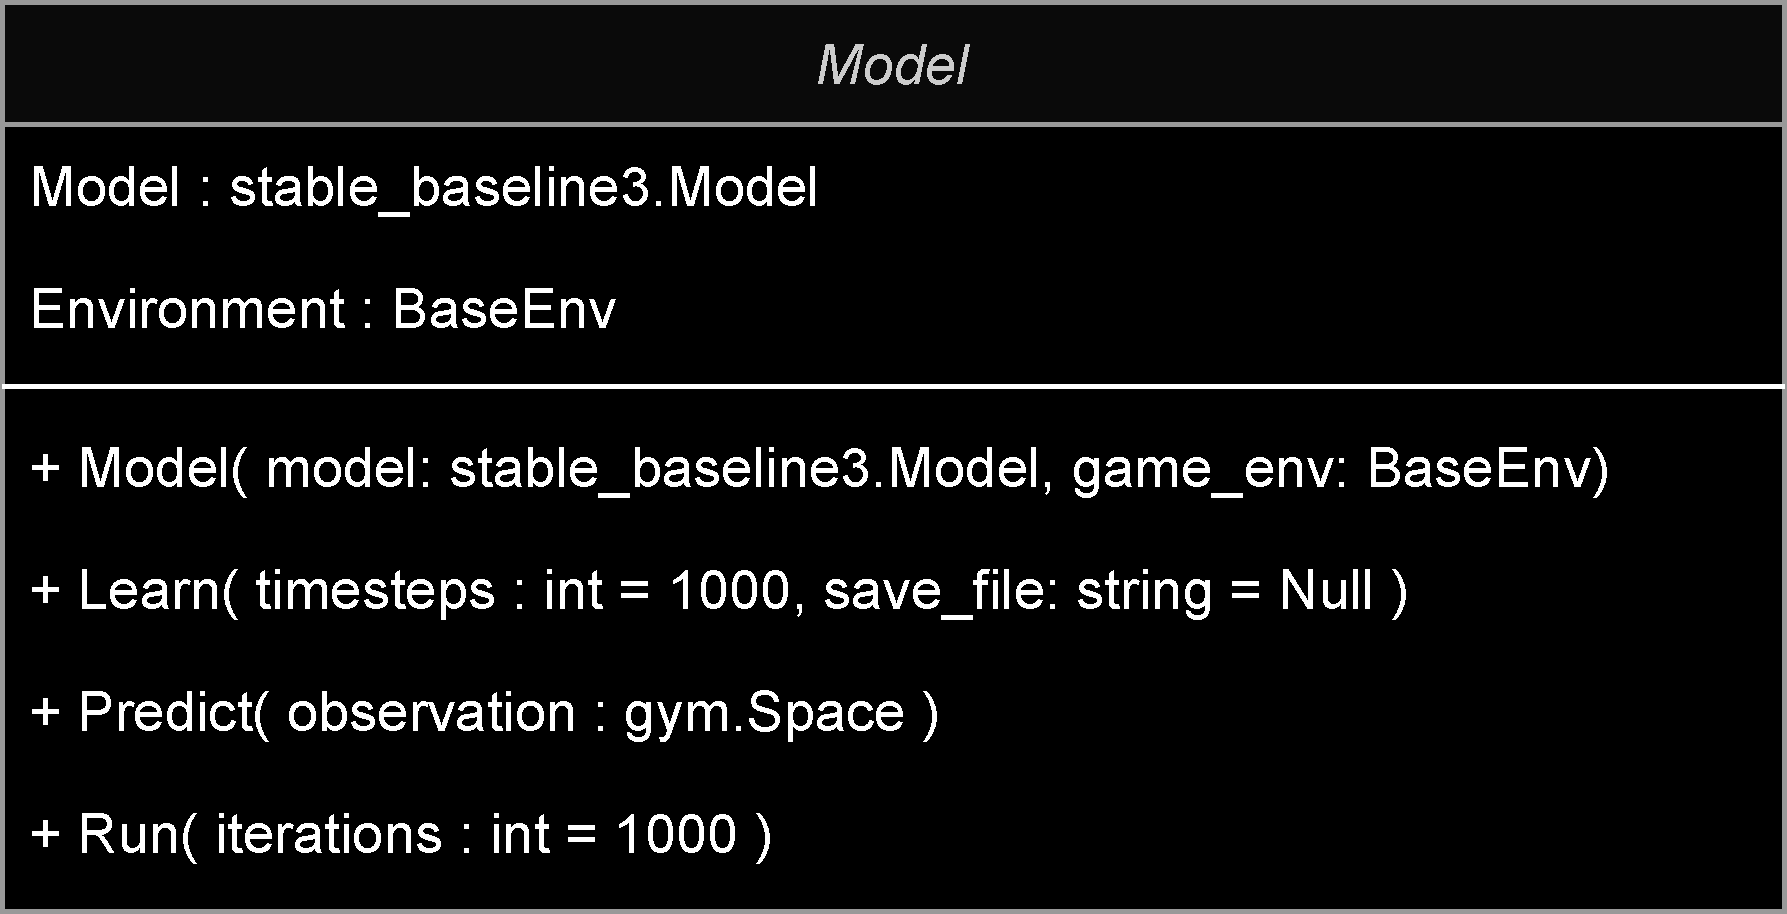 Model
Model : stable_baseline3.Model
Environment : BaseEnv
+ Model( model: stable_baseline3.Model, game_env: BaseEnv)
+ Learn( timesteps : int = 1000, save_file: string = Null )
+ Predict( observation : gym.Space )
+ Run( iterations : int = 1000 )